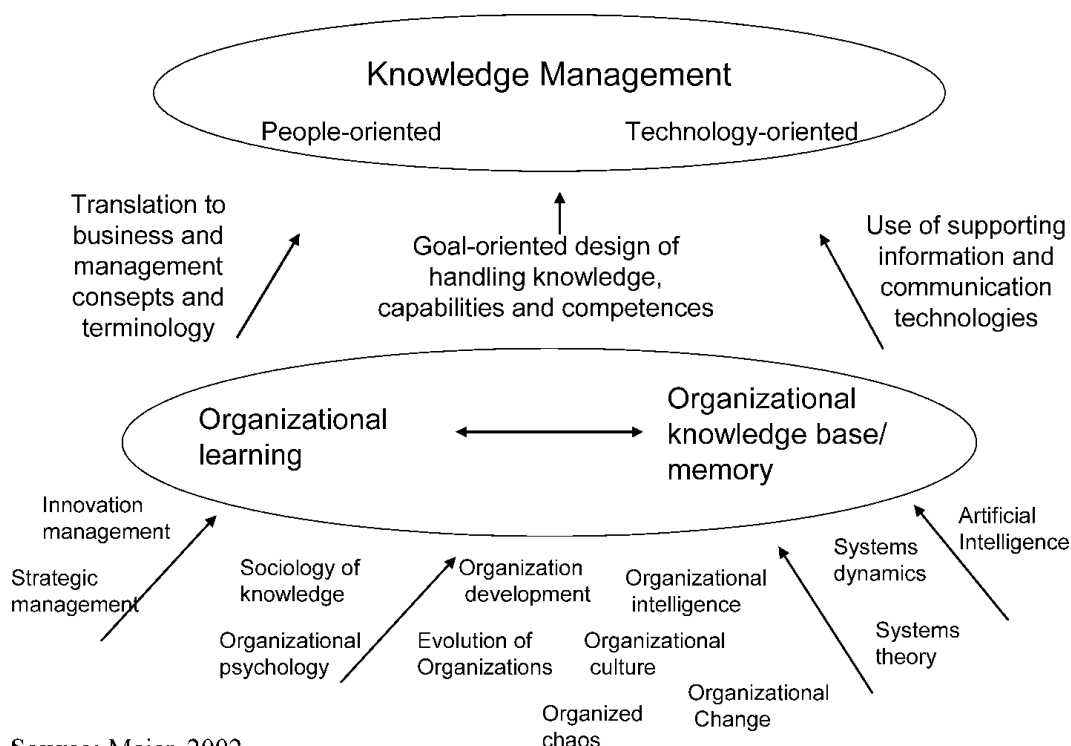 Knowledge Management
People-oriented
Technology-oriented
Translation to
business and
management
consepts and
terminology
Goal-oriented design of
handling knowledge,
capabilities and competences
Use of supporting
information and
communication
technologies
Organizational
learning
Organizational
knowledge base/
memory
Innovation
management
Strategic
management
Sociology of
knowledge
Organizational
psychology
Organization
development
Evolution of
Organizations
Organizational
intelligence
Organizational
culture
Organized
chaos
Organizational
Change
Systems
dynamics
Systems
theory
Artificial
Intelligence
Source: Maier, 2002